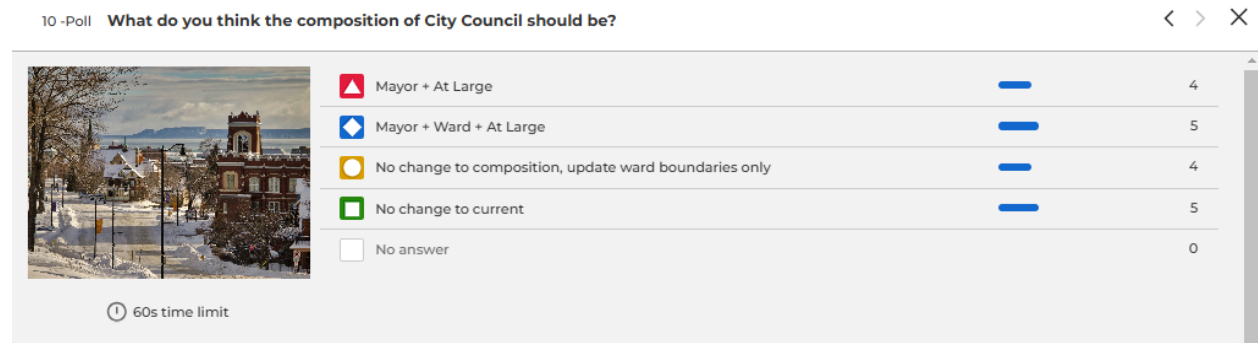 10 -Poll What do you think the composition of City Council should be?
Mayor + At Large 4
Mayor + Ward + At Large 5
No change to composition, update ward boundaries only 4
No change to current 5
No answer 0
60s time limit